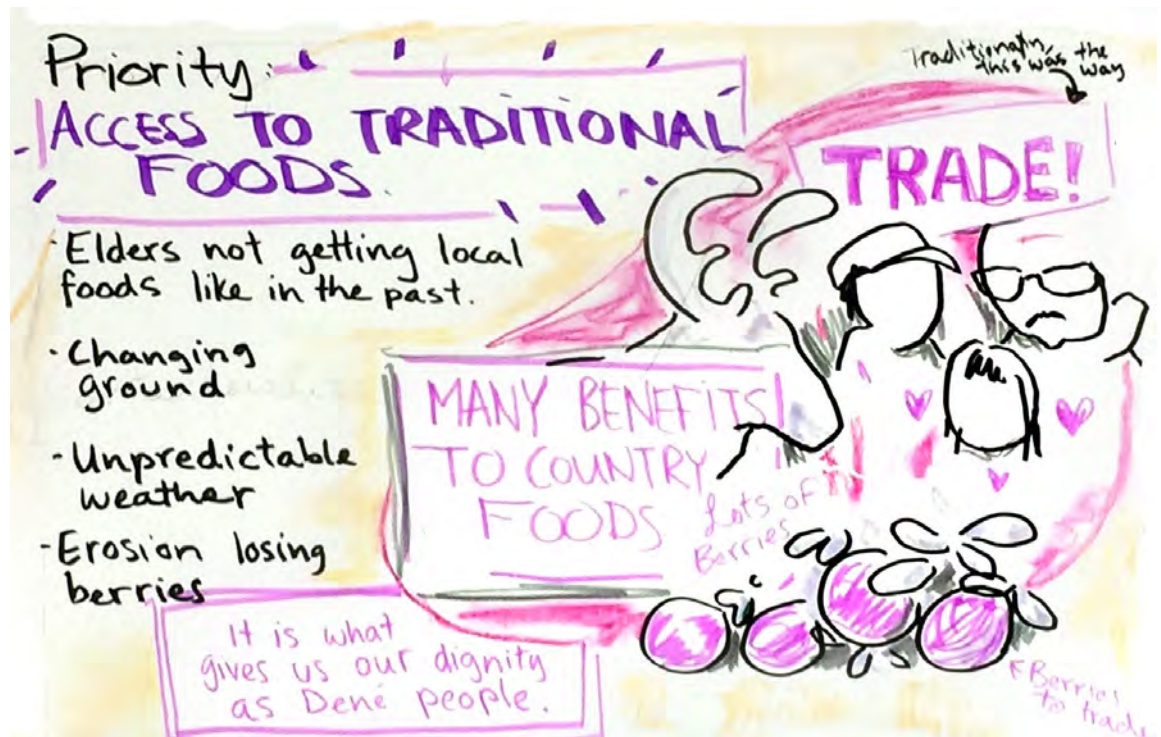 Priority:
ACCESS TO TRADITIONAL
FOODS.
· Elders not getting local
foods like in the past.
· Changing
ground
- Unpredictable
weather
- Erosion losing
berries
It is what
gives us our dignity
as Dené people.
MANY BENEFITS
TO COUNTRY
FOODS
Lots of
Berries
this was the
way
TRADE!
Berries
to trade